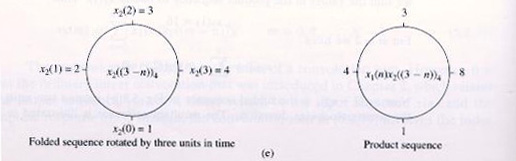 x₂(2) = 3
x₂(1) = 2
x₂((3 − n))₄
x₂(3) = 4
x₂(0) = 1
Folded sequence rotated by three units in time
3
4
x₁(n)x₂((3 − n))₄
8
1
Product sequence
(e)